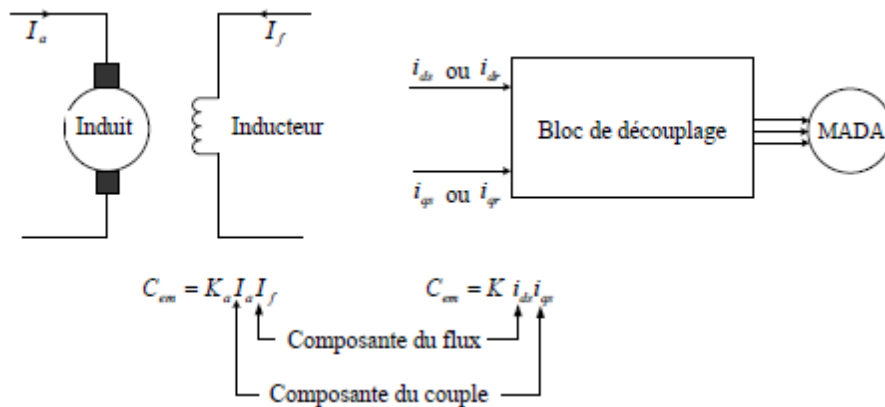 I_a
I_f
i_ds ou i_dr
Induit
Inducteur
Bloc de découplage
MADA
i_qs ou i_qr
C_em = K_a I_a I_f
C_em = K i_ds i_qs
Composante du flux
Composante du couple